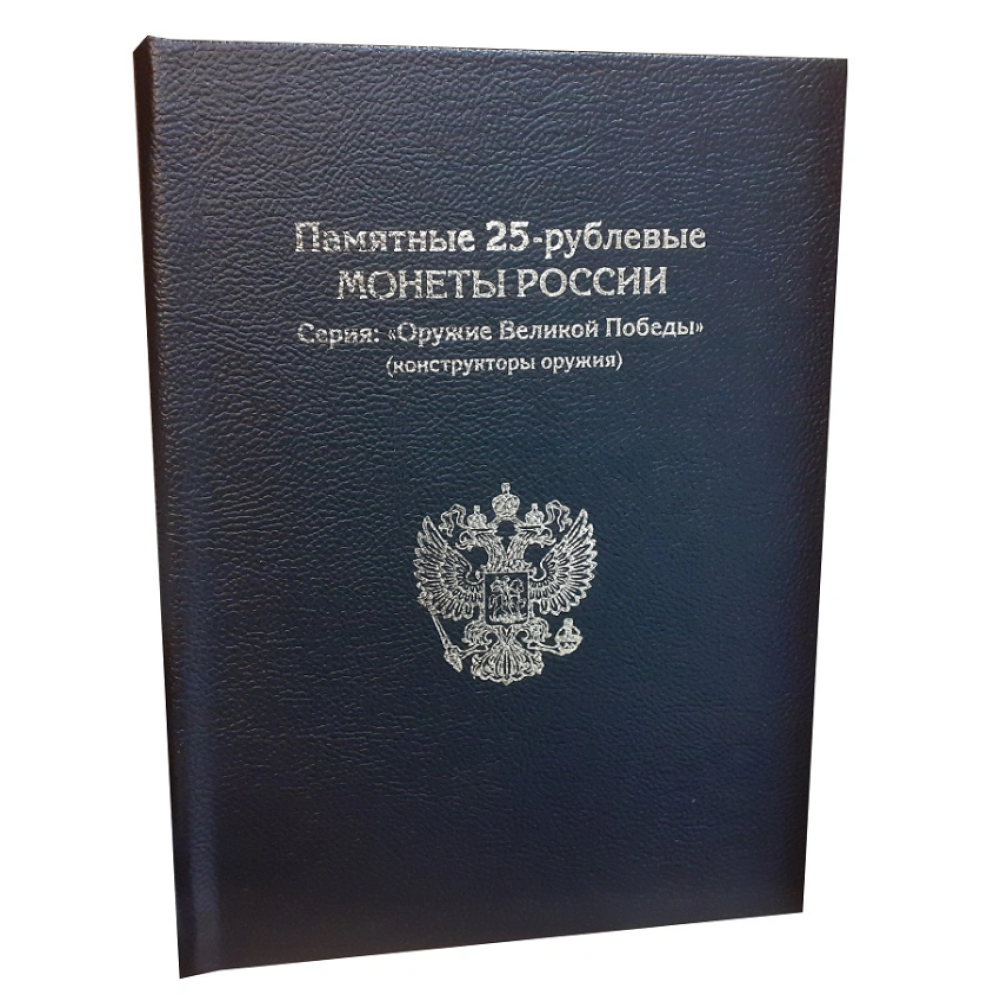 Памятные 25-рублевые
МОНЕТЫ РОССИИ
Серия: «Оружие Великой Победы»
(конструкторы оружия)